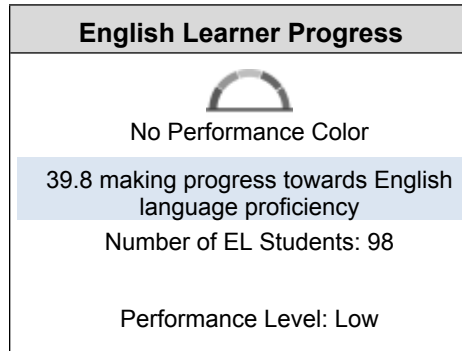 English Learner Progress
No Performance Color
39.8 making progress towards English
language proficiency
Number of EL Students: 98
Performance Level: Low